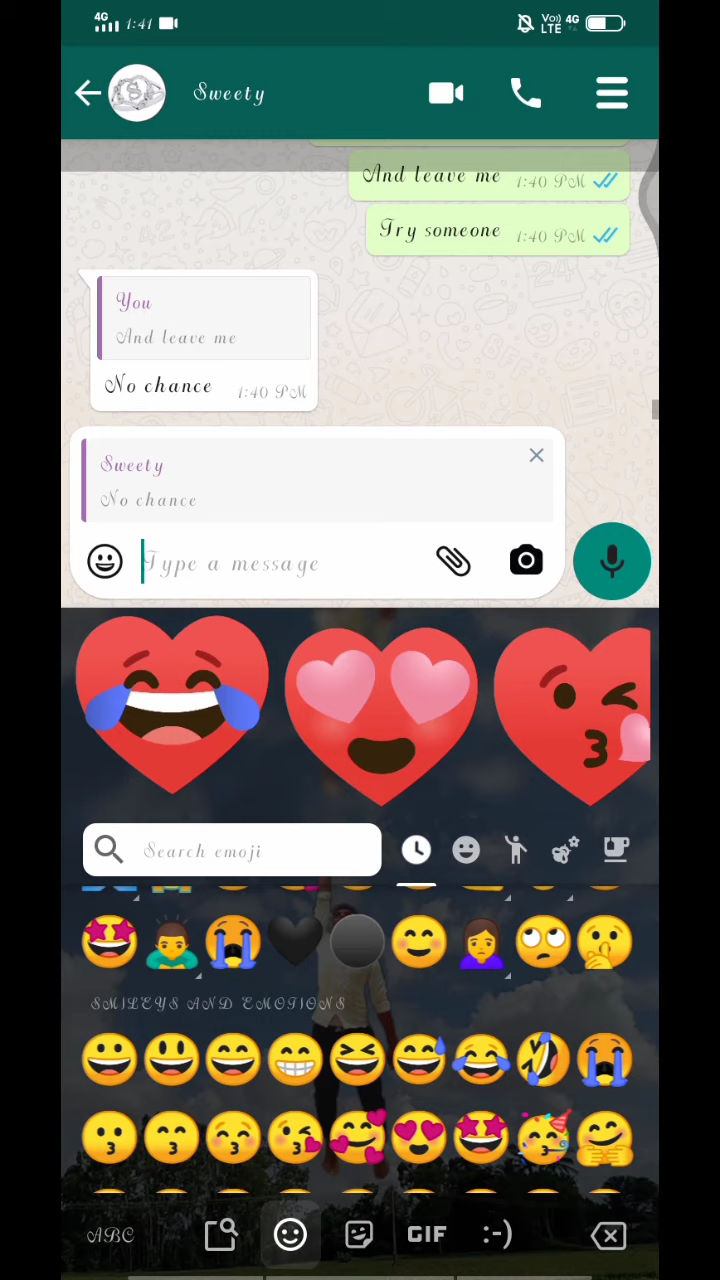 4G 1:41 Vo) LTE 4G
Sweety
And leave me 1:40 PM
Try someone 1:40 PM
You
And leave me
No chance 1:40 PM
Sweety
No chance
Type a message
Search emoji
SMILEYS AND EMOTIONS
ABC GIF :-)